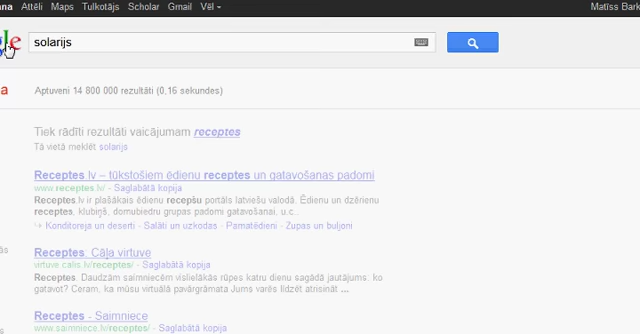 ana Attēli Maps Tulkotājs Scholar Gmail Vēl Matīss Bark
gle solarijs
a Aptuveni 14 800 000 rezultāti (0,16 sekundes)
Tiek rādīti rezultāti vaicājumam receptes
Tā vietā meklēt solarijs
Receptes.lv – tūkstošiem ēdienu receptes un gatavošanas padomi
www.receptes.lv/ - Saglabātā kopija
Receptes.lv ir plašākais ēdienu recepšu portāls latviešu valodā. Ēdienu un dzērienu
receptes, klubiņš, domubiedru grupas padomi gatavošanai, u.c...
Konditoreja un deserti - Salāti un uzkodas - Pamatēdieni - Zupas un buljoni
Receptes: Cāļa virtuve
ās virtuve.calis.lv/receptes/ - Saglabātā kopija
Receptes. Daudzām saimniecēm vislielākās rūpes katru dienu sagādā jautājums: ko
gatavot? Ceram, ka mūsu virtuālā pavārgrāmata Jums varēs līdzēt atrisināt ...
Receptes - Saimniece
www.saimniece.lv/receptes/ - Saglabātā kopija